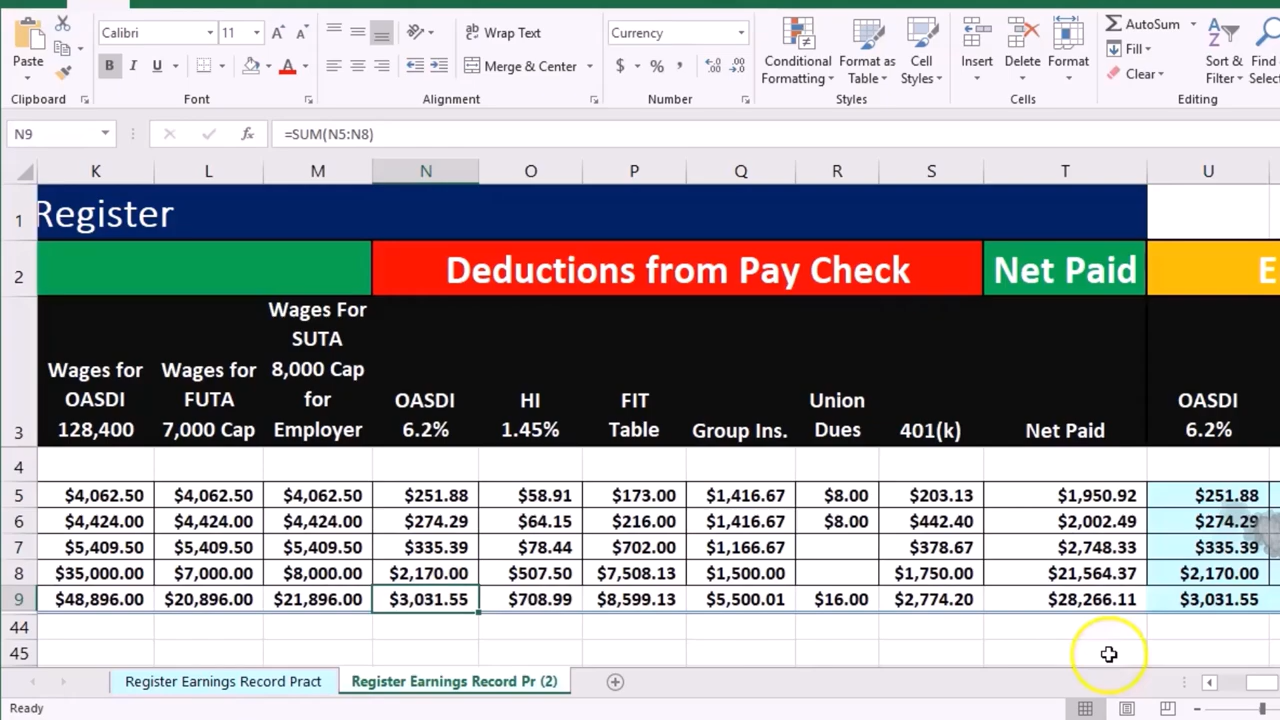 Calibri 11 Wrap Text Currency AutoSum
Paste B I U Merge & Center $ % , Conditional Formatting Format as Table Cell Styles Insert Delete Format Fill Clear Sort & Filter Find
Clipboard Font Alignment Number Styles Cells Editing
N9 fx =SUM(N5:N8)
K L M N O P Q R S T U
1 Register
2 Deductions from Pay Check Net Paid E
3 Wages for OASDI 128,400 Wages for FUTA 7,000 Cap Wages For SUTA 8,000 Cap for Employer OASDI 6.2% HI 1.45% FIT Table Group Ins. Union Dues 401(k) Net Paid OASDI 6.2%
4
5 $4,062.50 $4,062.50 $4,062.50 $251.88 $58.91 $173.00 $1,416.67 $8.00 $203.13 $1,950.92 $251.88
6 $4,424.00 $4,424.00 $4,424.00 $274.29 $64.15 $216.00 $1,416.67 $8.00 $442.40 $2,002.49 $274.29
7 $5,409.50 $5,409.50 $5,409.50 $335.39 $78.44 $702.00 $1,166.67 $378.67 $2,748.33 $335.39
8 $35,000.00 $7,000.00 $8,000.00 $2,170.00 $507.50 $7,508.13 $1,500.00 $1,750.00 $21,564.37 $2,170.00
9 $48,896.00 $20,896.00 $21,896.00 $3,031.55 $708.99 $8,599.13 $5,500.01 $16.00 $2,774.20 $28,266.11 $3,031.55
44
45
Register Earnings Record Pract Register Earnings Record Pr (2)
Ready